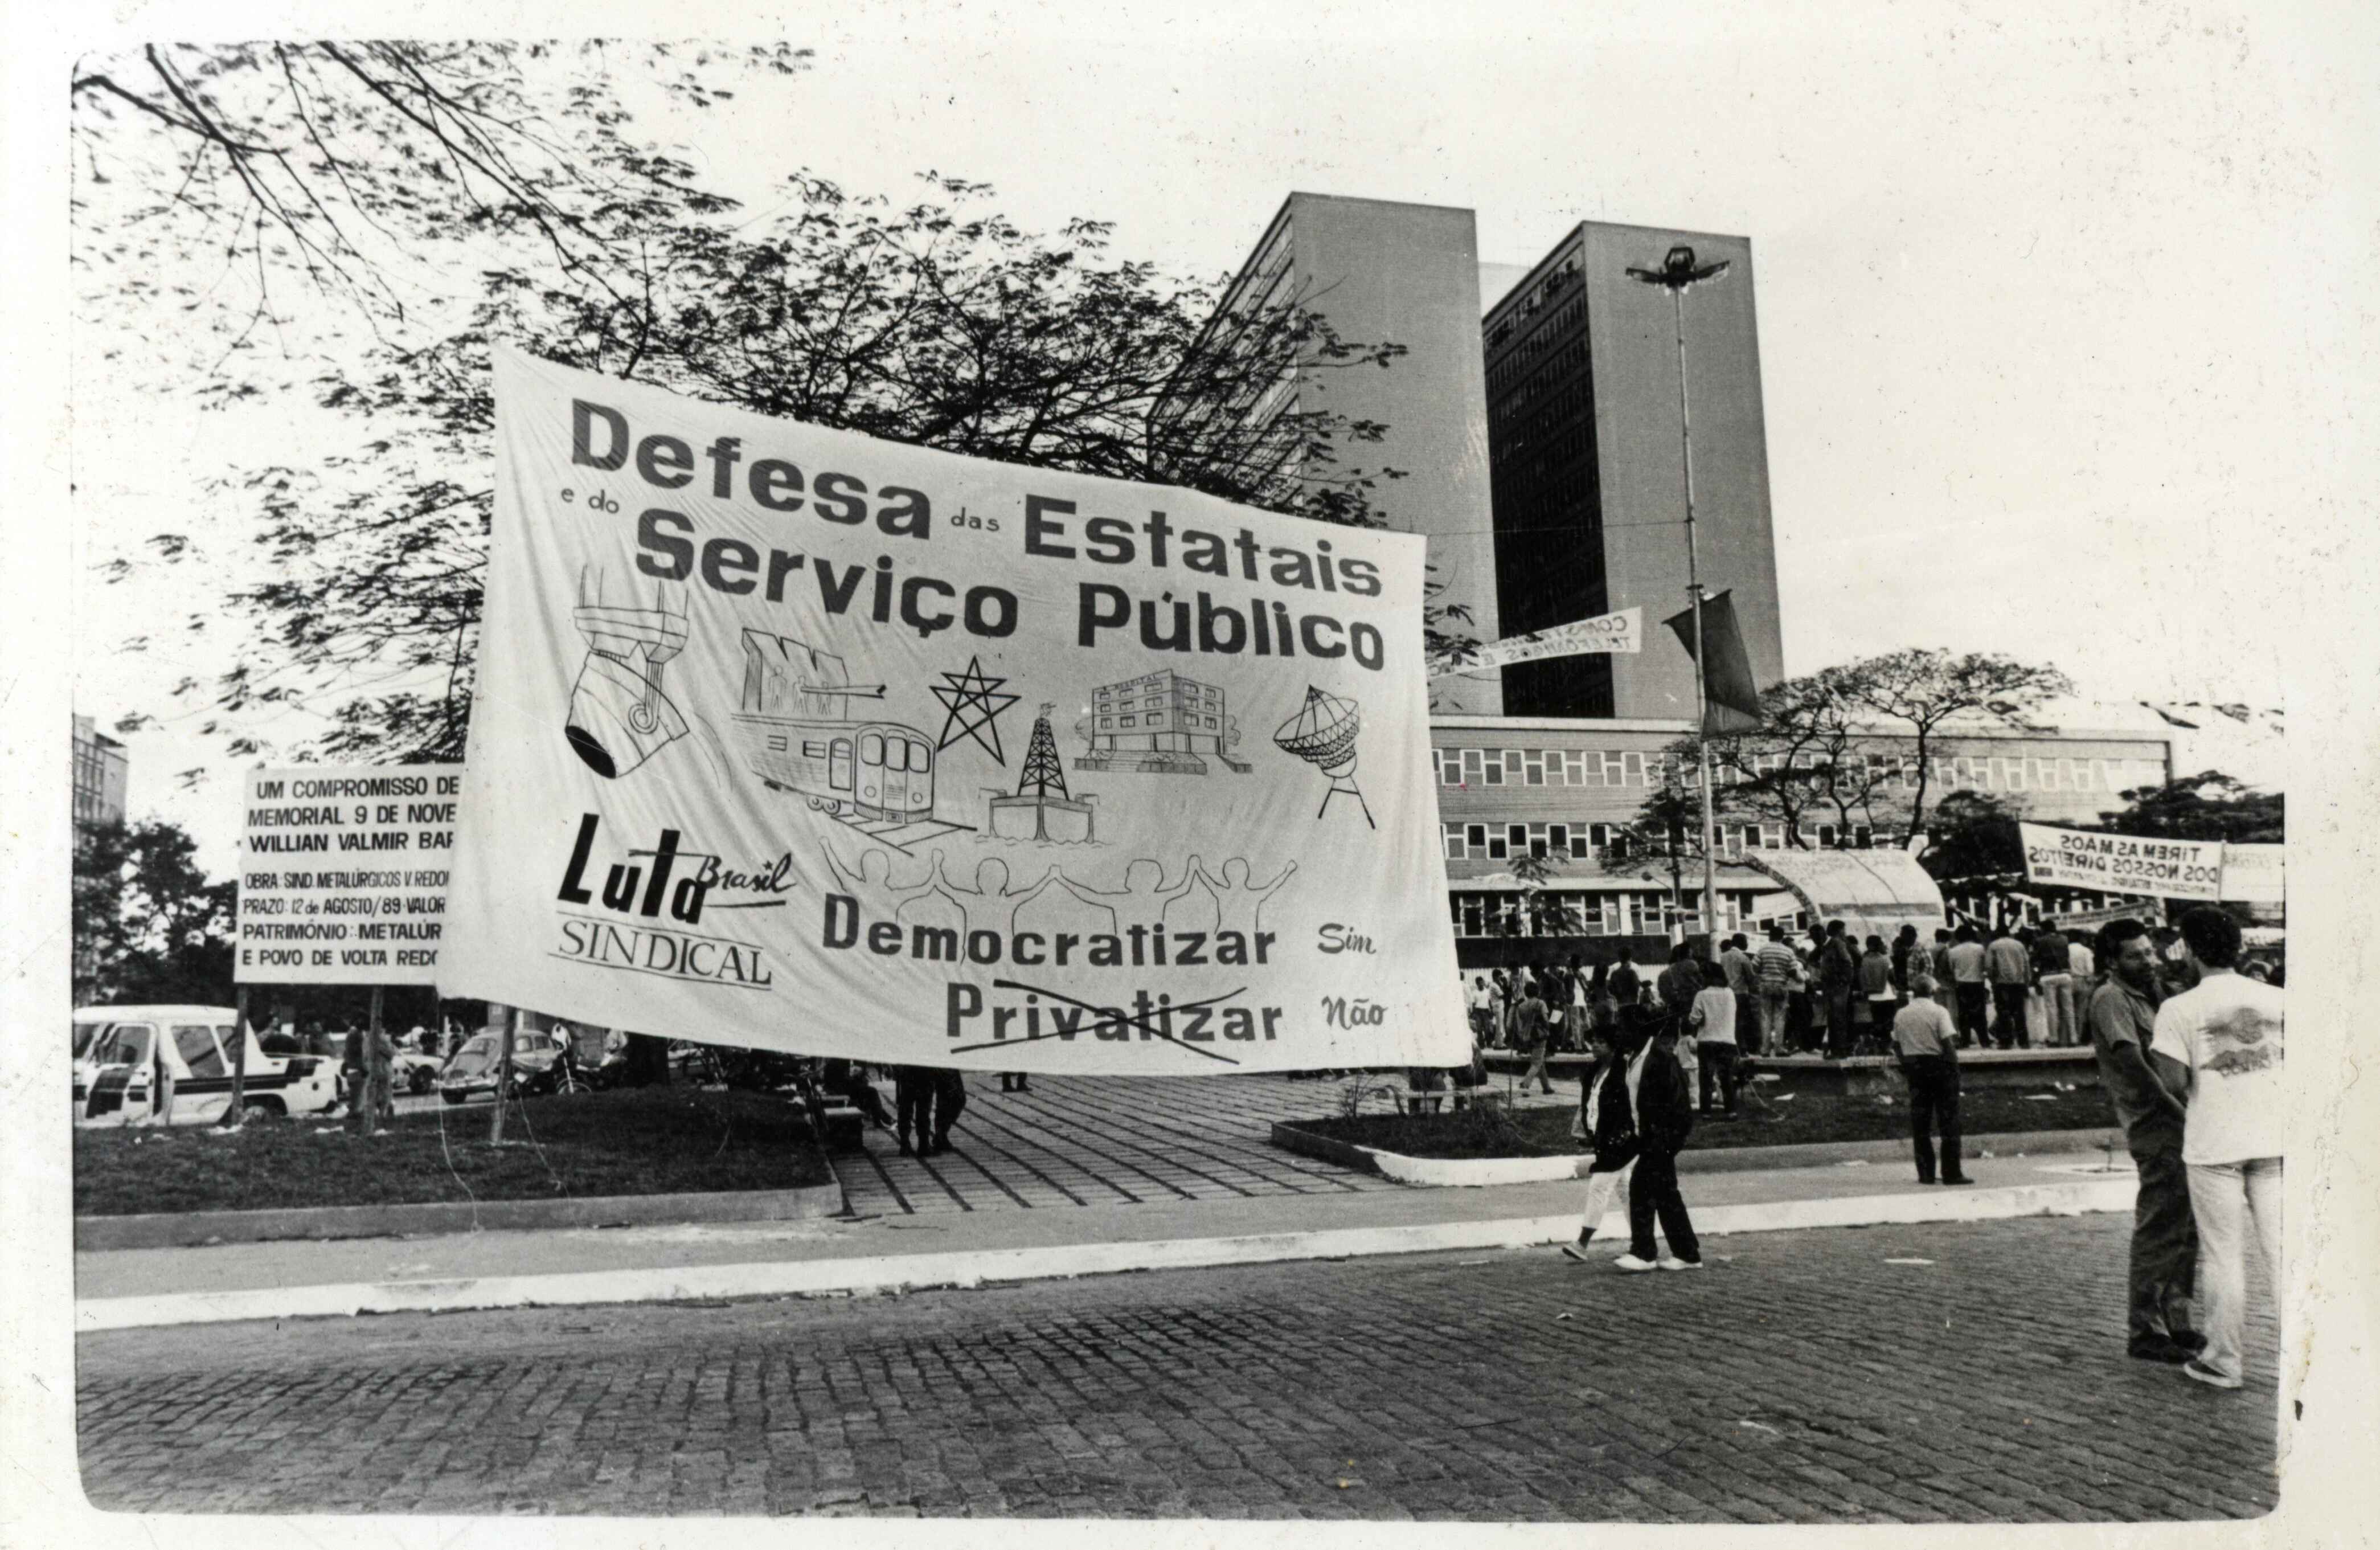 Defesa das Estatais
e do Serviço Público
HOSPITAL
Luta Brasil
SINDICAL
Democratizar Sim
Privatizar Não
UM COMPROMISSO DE
MEMORIAL 9 DE NOVE
WILLIAN VALMIR BAR
OBRA: SIND. METALÚRGICOS V. REDO
PRAZO: 12 de AGOSTO/89 VALOR
PATRIMÔNIO: METALÚR
E POVO DE VOLTA REDO
TELEFÔNICOS E
TIREM AS MÃOS
DOS NOSSOS DIREITOS